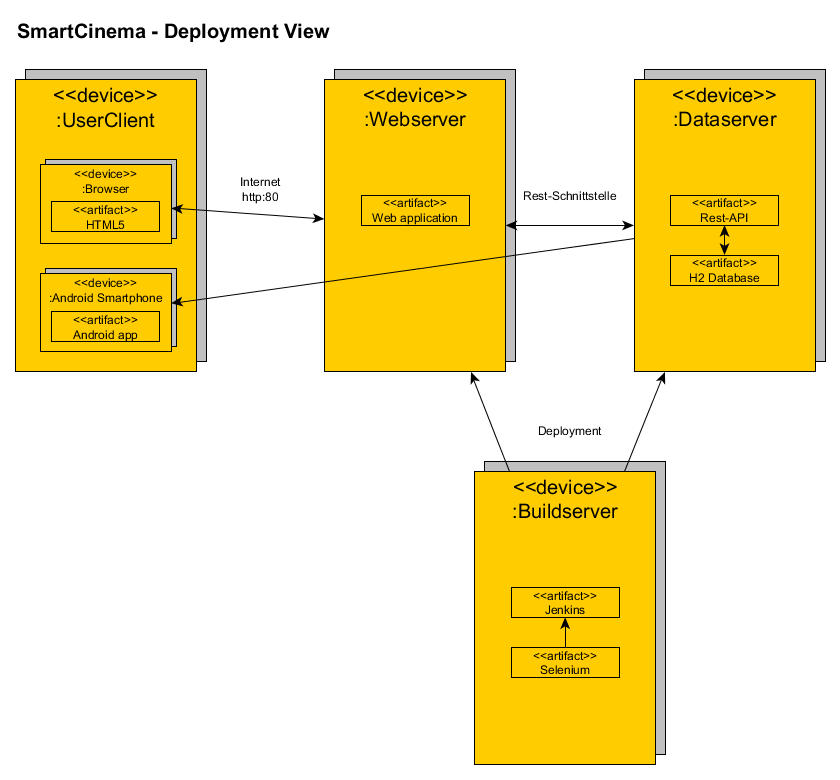 SmartCinema - Deployment View
<<device>>
:UserClient
<<device>>
:Browser
<<artifact>>
HTML5
<<device>>
:Android Smartphone
<<artifact>>
Android app
Internet
http:80
<<device>>
:Webserver
<<artifact>>
Web application
Rest-Schnittstelle
<<device>>
:Dataserver
<<artifact>>
Rest-API
<<artifact>>
H2 Database
Deployment
<<device>>
:Buildserver
<<artifact>>
Jenkins
<<artifact>>
Selenium